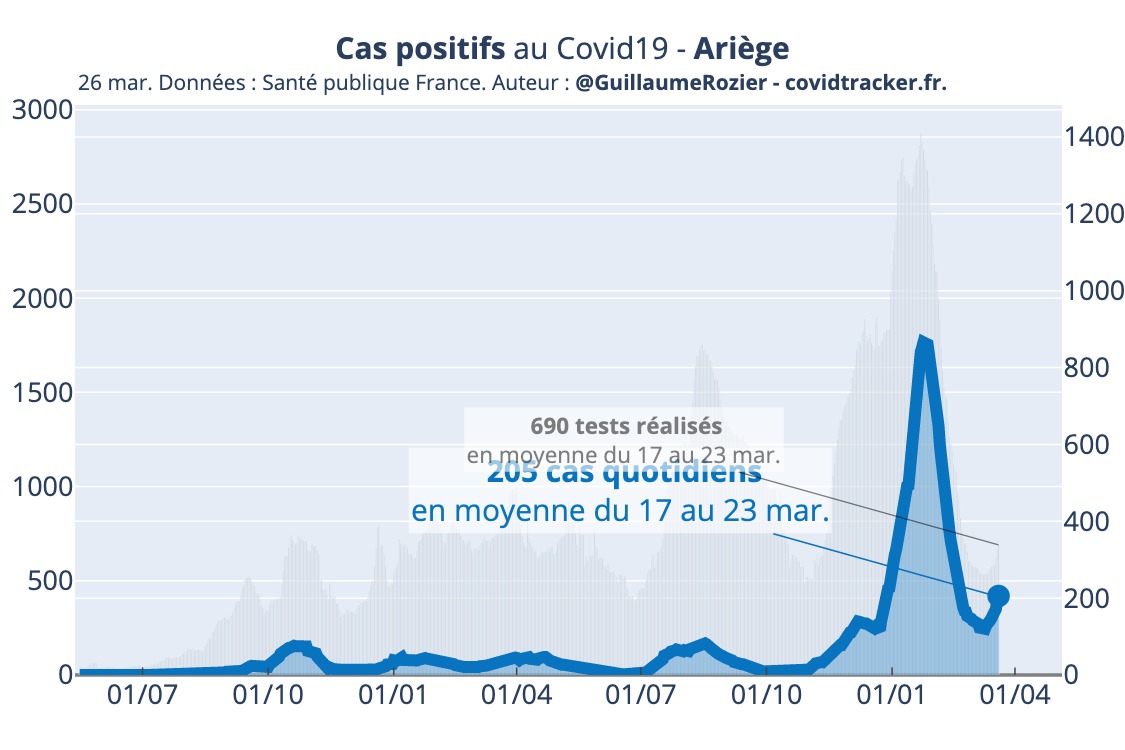 Cas positifs au Covid19 - Ariège
26 mar. Données : Santé publique France. Auteur : @GuillaumeRozier - covidtracker.fr.
3000
2500
2000
1500
1000
500
0
1400
1200
1000
800
600
400
200
0
690 tests réalisés
en moyenne du 17 au 23 mar.
205 cas quotidiens
en moyenne du 17 au 23 mar.
01/07 01/10 01/01 01/04 01/07 01/10 01/01 01/04